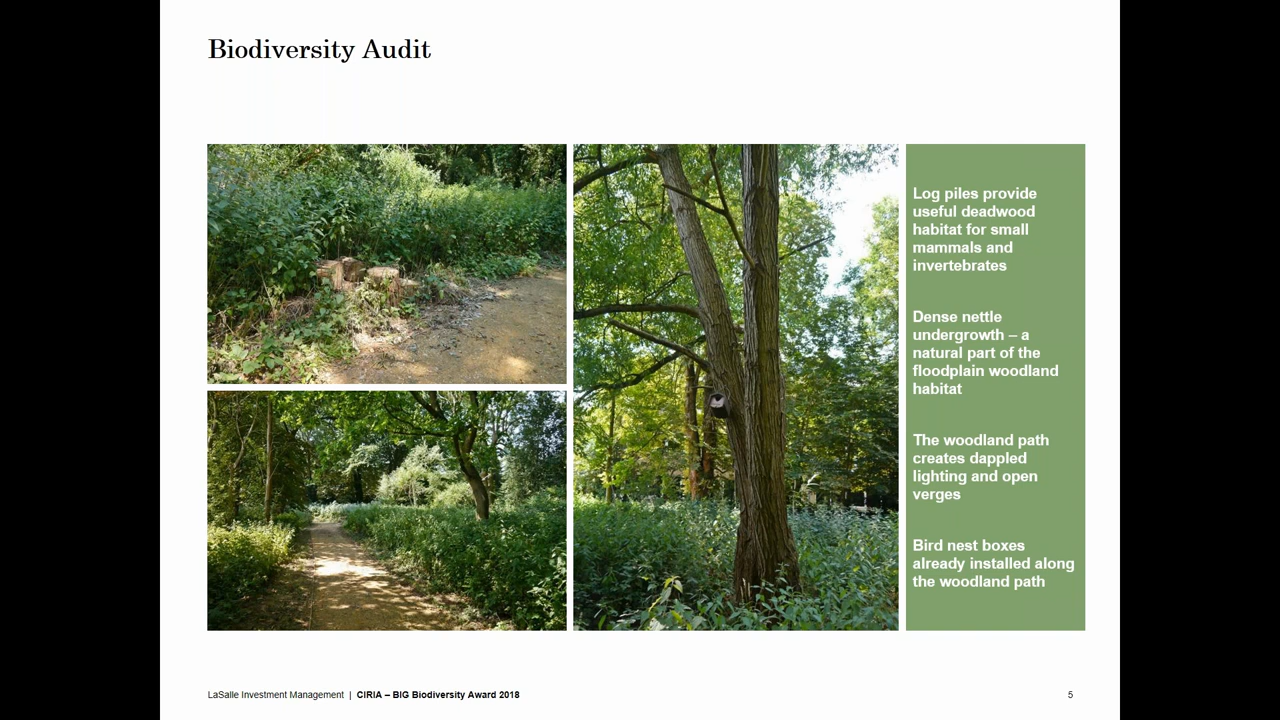 Biodiversity Audit
Log piles provide
useful deadwood
habitat for small
mammals and
invertebrates
Dense nettle
undergrowth – a
natural part of the
floodplain woodland
habitat
The woodland path
creates dappled
lighting and open
verges
Bird nest boxes
already installed along
the woodland path
LaSalle Investment Management | CIRIA – BIG Biodiversity Award 2018
5